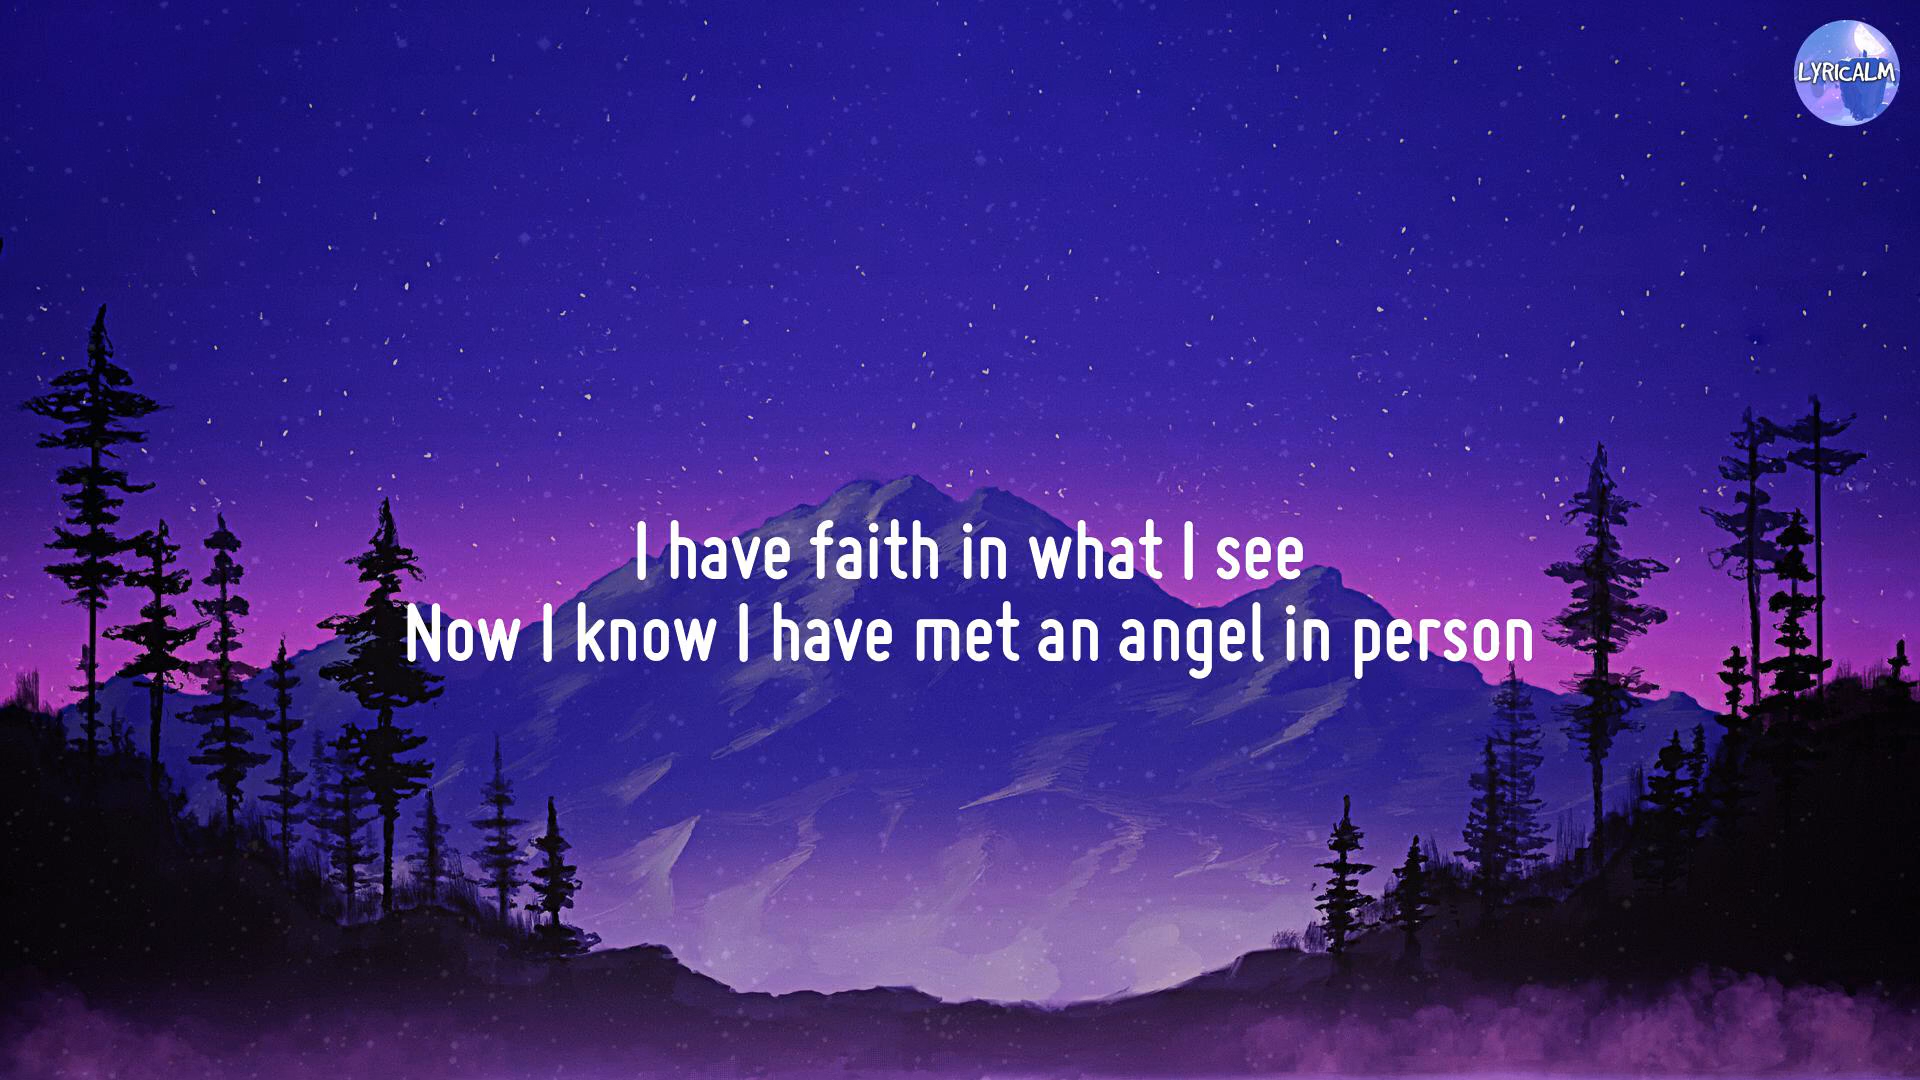 LYRICALM
I have faith in what I see
Now I know I have met an angel in person